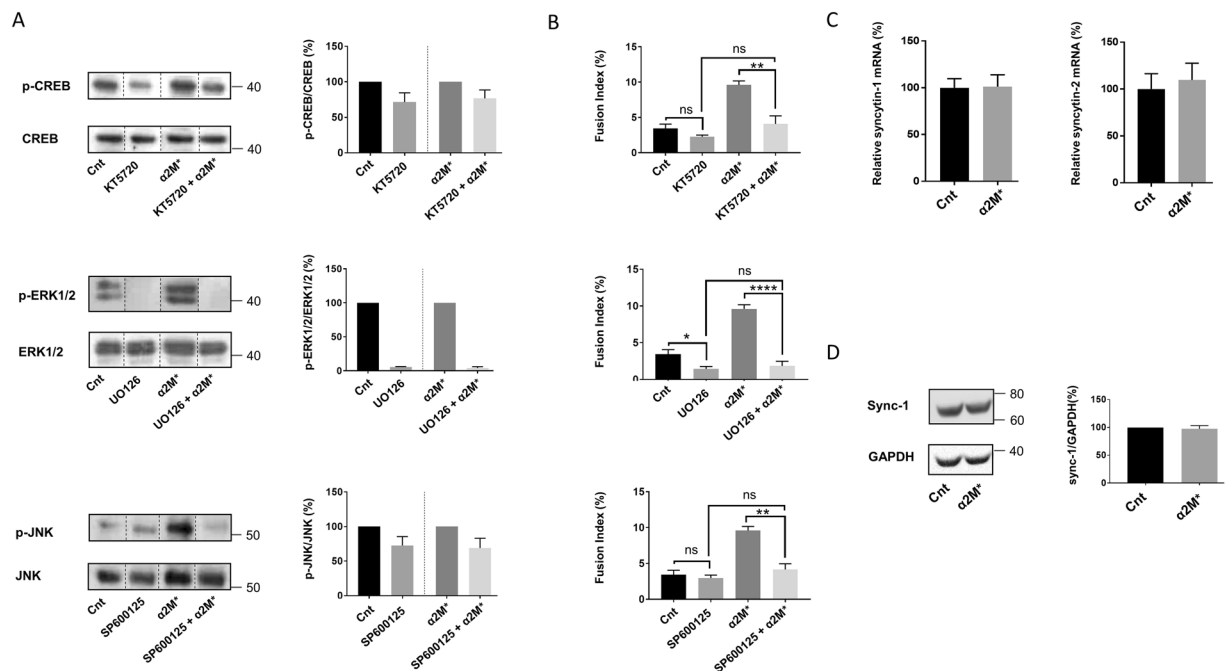 A
p-CREB
40
CREB
40
Cnt
KT5720
α2M*
KT5720 + α2M*
p-CREB/CREB (%)
150
100
50
0
Cnt
KT5720
α2M*
KT5720 + α2M*
p-ERK1/2
40
ERK1/2
40
Cnt
UO126
α2M*
UO126 + α2M*
p-ERK1/2/ERK1/2 (%)
150
100
50
0
Cnt
UO126
α2M*
UO126 + α2M*
p-JNK
50
JNK
50
Cnt
SP600125
α2M*
SP600125 + α2M*
p-JNK/JNK (%)
150
100
50
0
Cnt
SP600125
α2M*
SP600125 + α2M*
B
Fusion Index (%)
15
10
5
0
ns
ns
**
Cnt
KT5720
α2M*
KT5720 + α2M*
Fusion Index (%)
15
10
5
0
*
ns
****
Cnt
UO126
α2M*
UO126 + α2M*
Fusion Index (%)
15
10
5
0
ns
ns
**
Cnt
SP600125
α2M*
SP600125 + α2M*
C
Relative syncytin-1 mRNA (%)
150
100
50
0
Cnt
α2M*
Relative syncytin-2 mRNA (%)
150
100
50
0
Cnt
α2M*
D
Sync-1
80
60
GAPDH
40
Cnt
α2M*
sync-1/GAPDH(%)
150
100
50
0
Cnt
α2M*